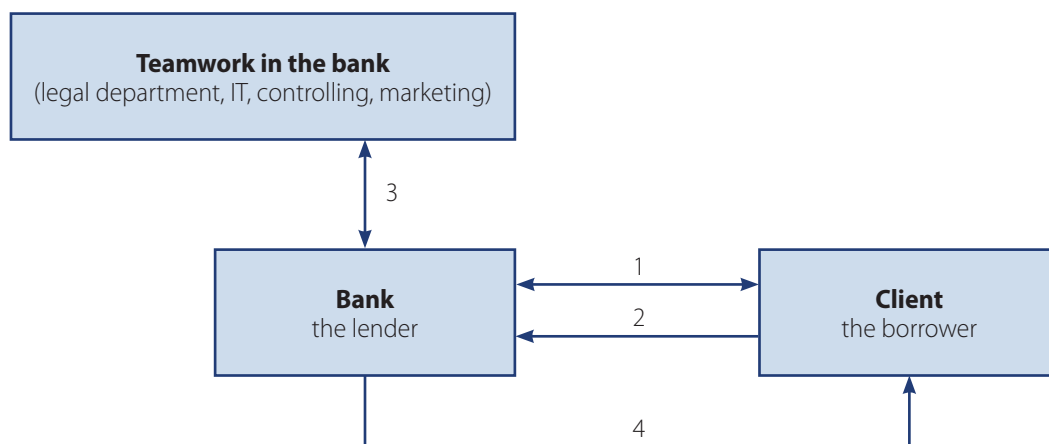 Teamwork in the bank
(legal department, IT, controlling, marketing)
3
1
Bank
the lender
Client
the borrower
2
4